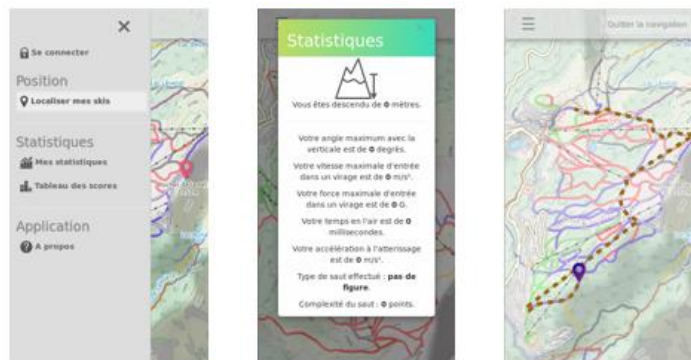 Se connecter
Position
Localiser mes skis
Statistiques
Mes statistiques
Tableau des scores
Application
A propos
Statistiques
Vous êtes descendu de 0 mètres.
Votre angle maximum avec la
verticale est de 0 degrés.
Votre vitesse maximale d'entrée
dans un virage est de 0 m/s².
Votre force maximale d'entrée
dans un virage est de 0 G.
Votre temps en l'air est de 0
millisecondes.
Votre accélération à l'atterissage
est de 0 m/s².
Type de saut effectué : pas de
figure.
Complexité du saut : 0 points.
Quitter la navigation